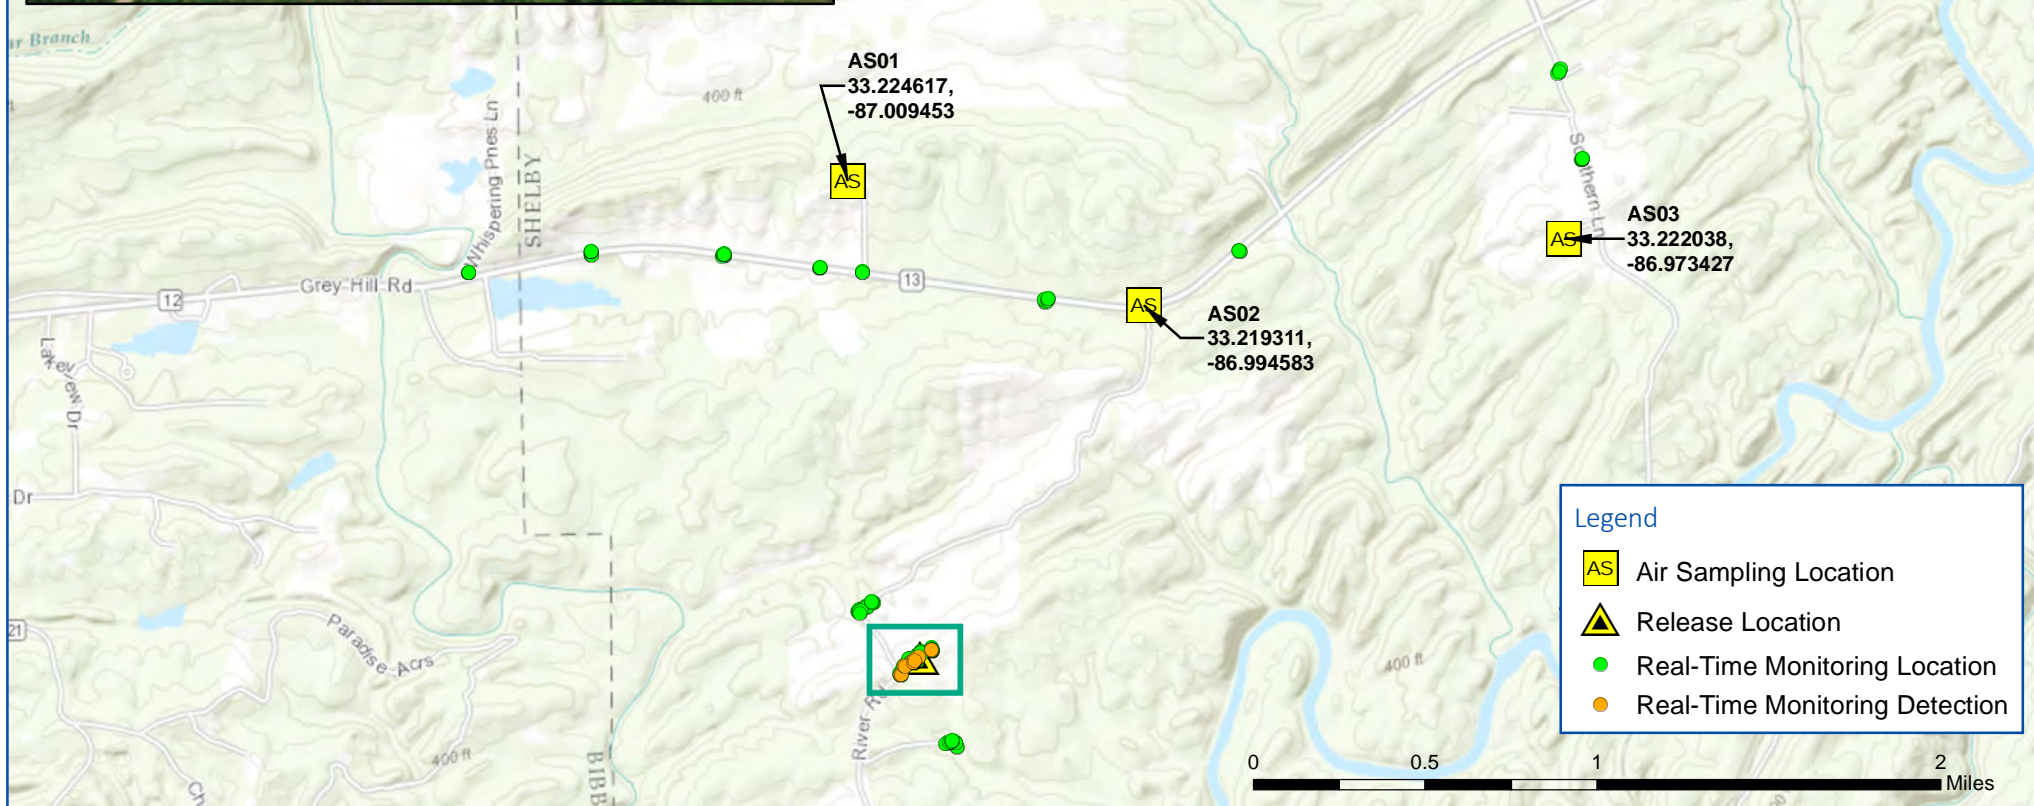 Branch
AS01
33.224617,
-87.009453
400 ft
Whispering Pnes Ln
SHELBY
Southern Ln
AS
AS
AS03
33.222038,
-86.973427
Grey Hill Rd
13
12
AS
AS02
33.219311,
-86.994583
Lakeview Dr
Dr
Legend
AS Air Sampling Location
Release Location
Real-Time Monitoring Location
Real-Time Monitoring Detection
21
Paradise Acrs
400 ft
River Rd
400 ft
BIBB
Ch
0 0.5 1 2
Miles